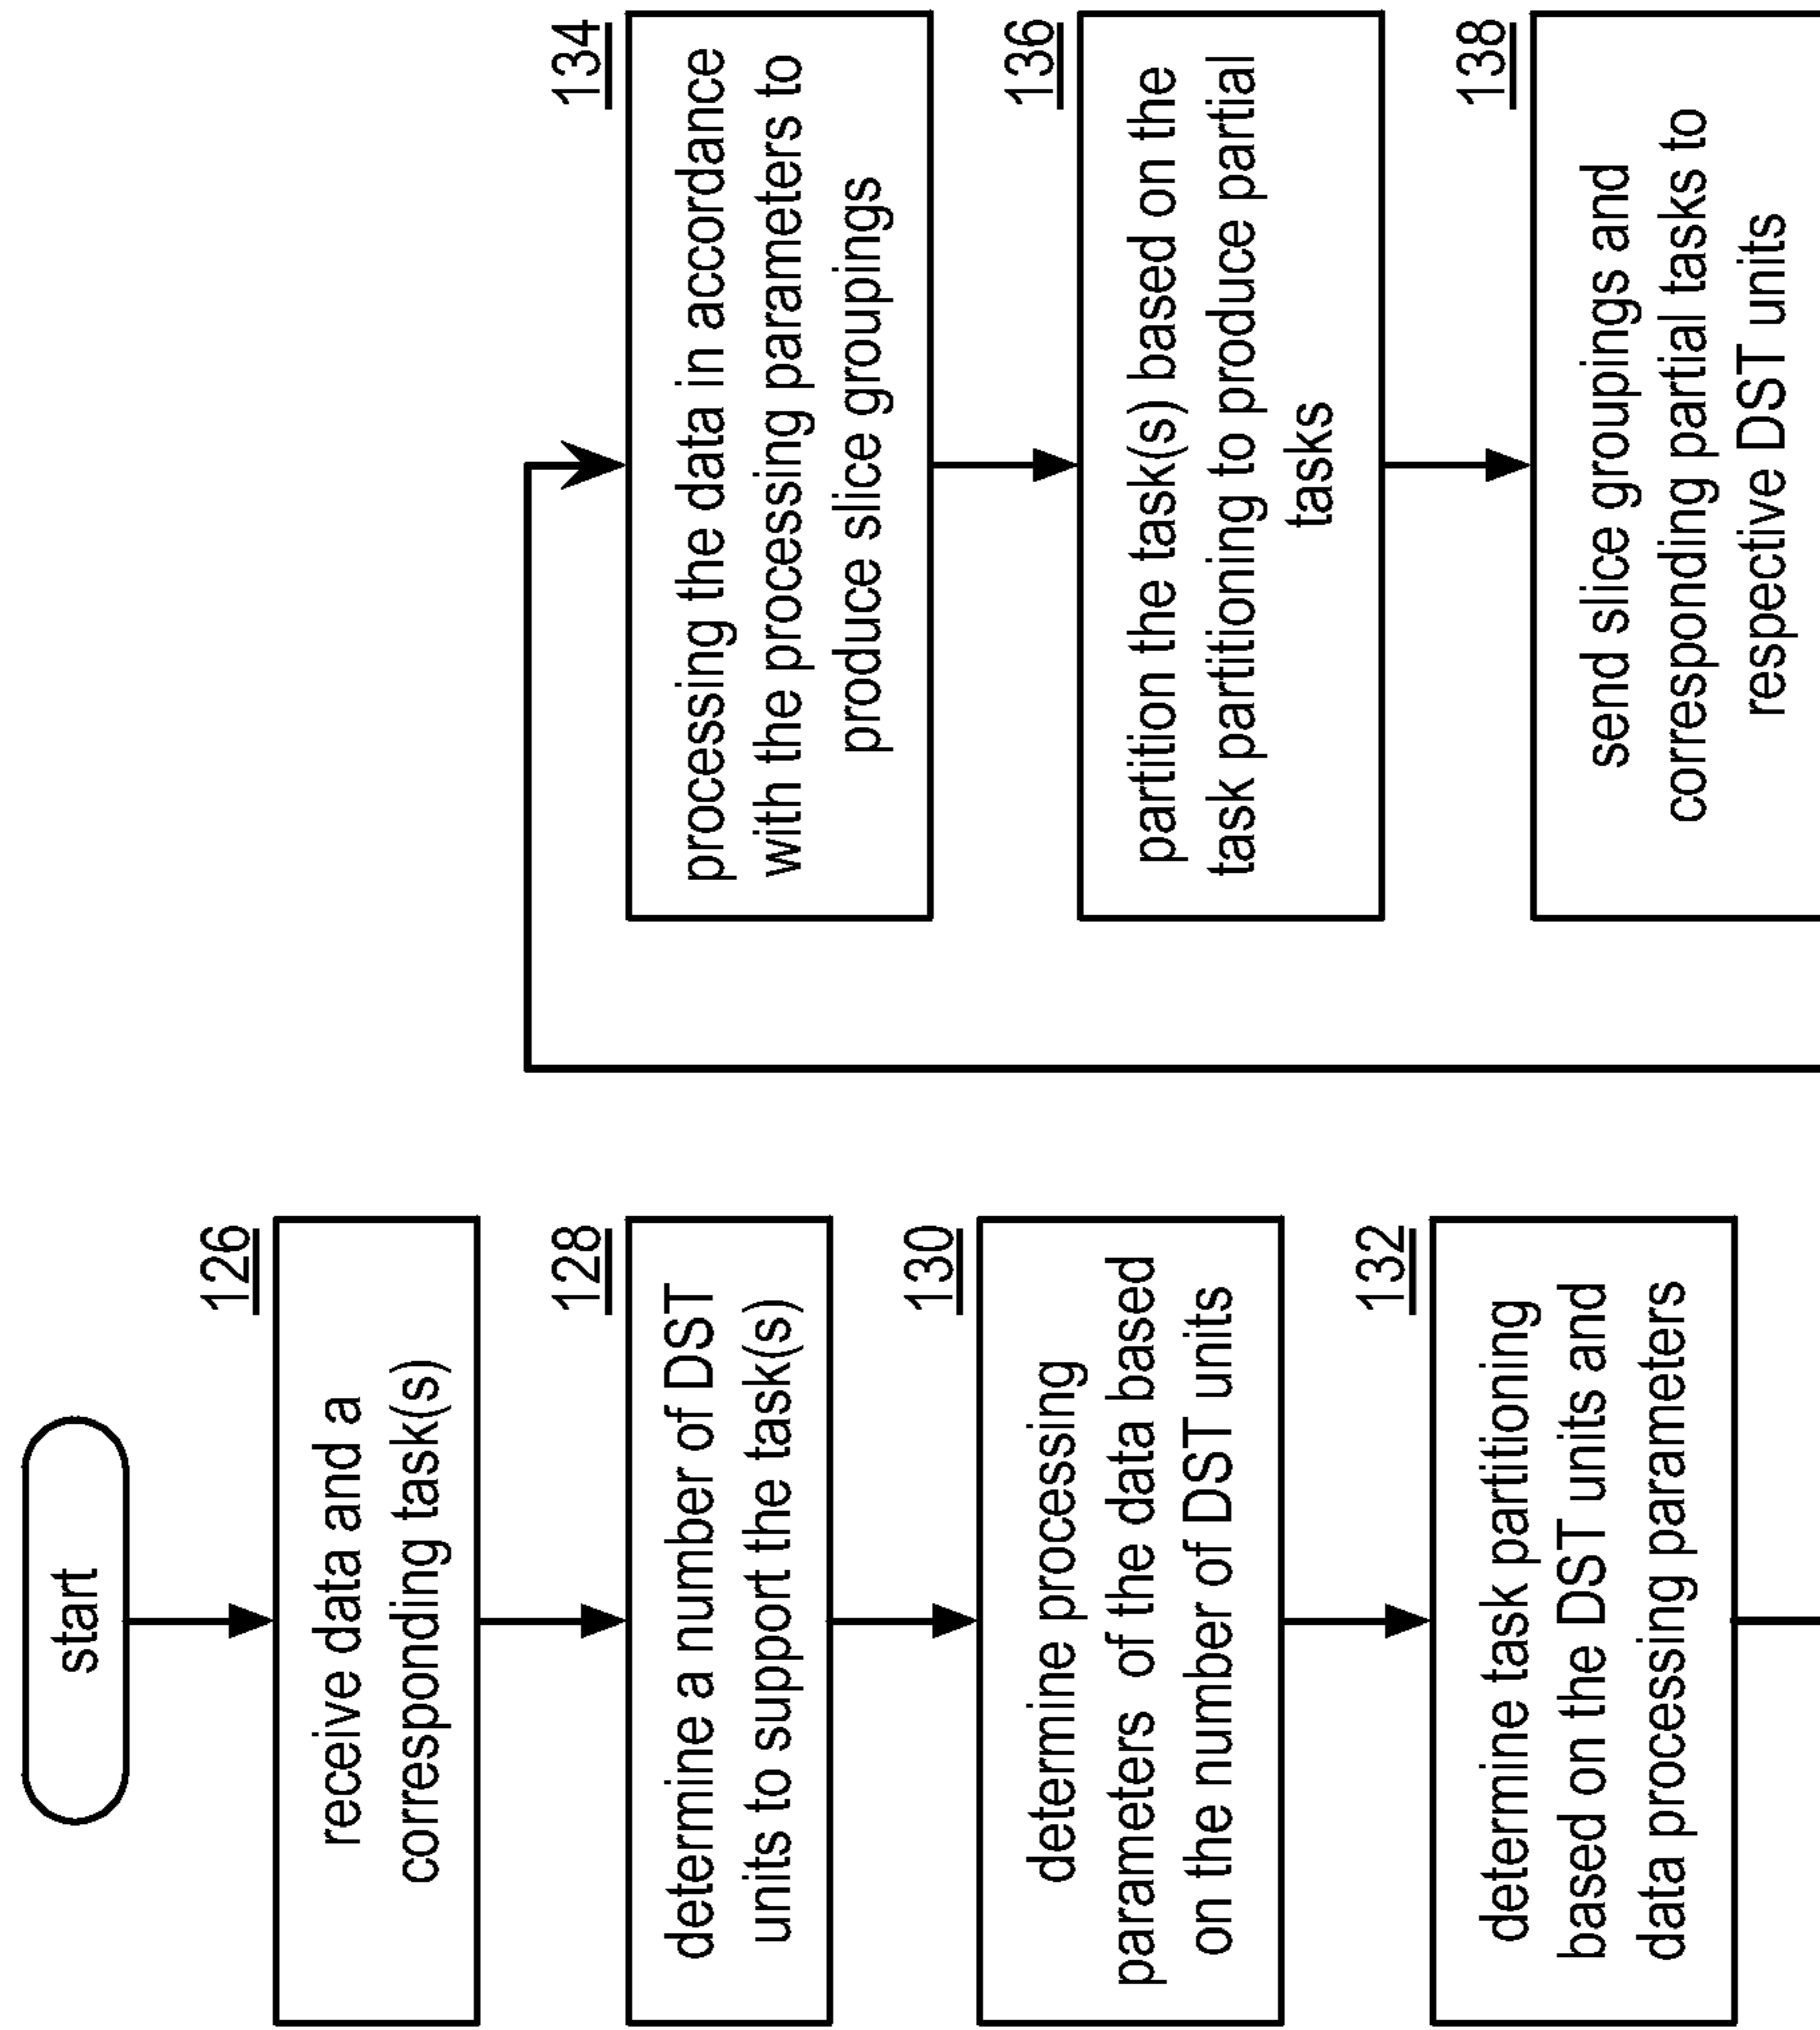 start
126
receive data and a
corresponding task(s)
128
determine a number of DST
units to support the task(s)
130
determine processing
parameters of the data based
on the number of DST units
132
determine task partitioning
based on the DST units and
data processing parameters
134
processing the data in accordance
with the processing parameters to
produce slice groupings
136
partition the task(s) based on the
task partitioning to produce partial
tasks
138
send slice groupings and
corresponding partial tasks to
respective DST units